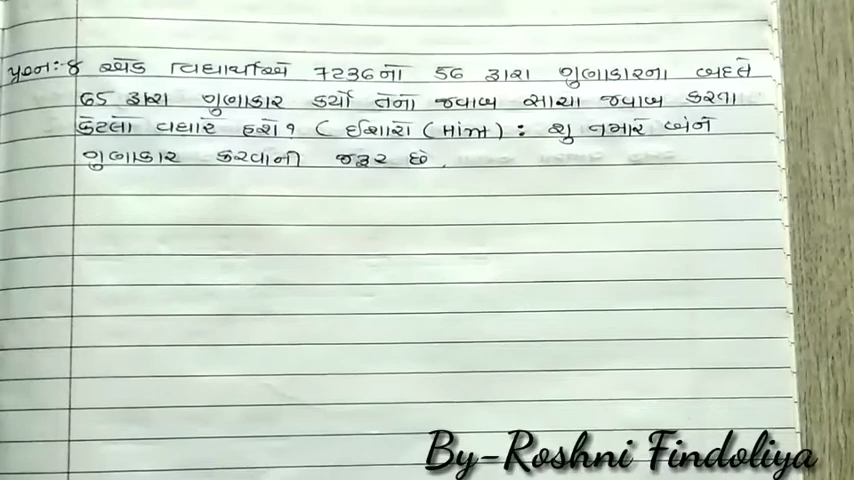 પ્રશ્ન:-8 એક વિદ્યાર્થીએ 7236નો 56 દ્વારા ગુણાકારના બદલે
65 દ્વારા ગુણાકાર કર્યો તેનો જવાબ સાચા જવાબ કરતા
કેટલો વધારે હશે? (ઈશારો (Hint): શુ તમારે બંને
ગુણાકાર કરવાની જરૂર છે.
By-Roshni Findoliya